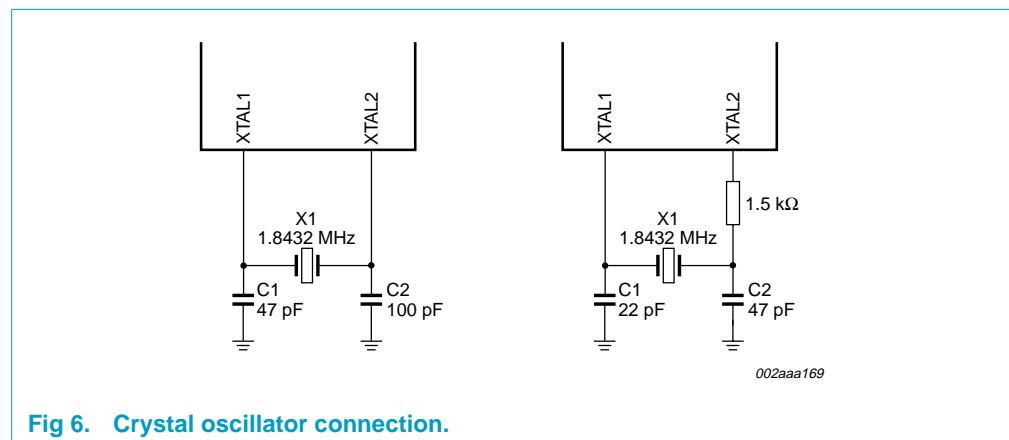 XTAL1
XTAL2
X1
1.8432 MHz
C1
47 pF
C2
100 pF
XTAL1
XTAL2
1.5 kΩ
X1
1.8432 MHz
C1
22 pF
C2
47 pF
002aaa169
Fig 6. Crystal oscillator connection.